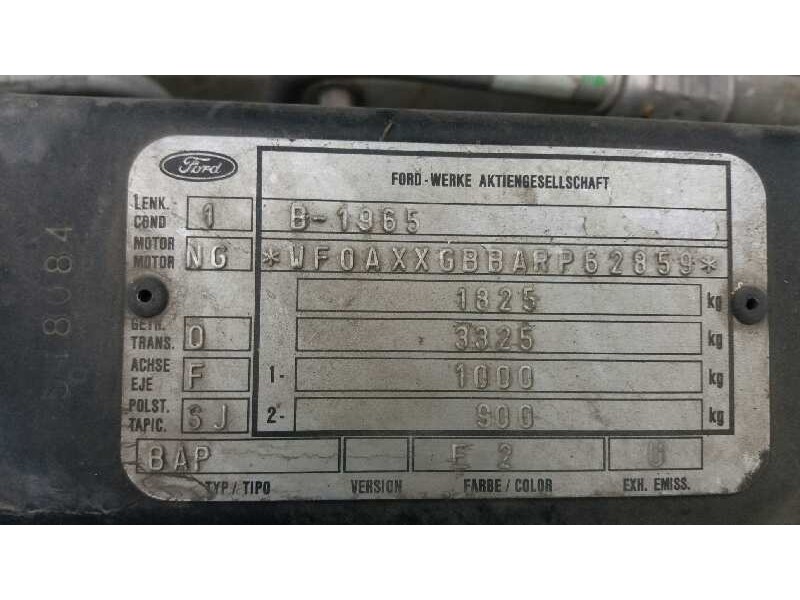 Ford
FORD-WERKE AKTIENGESELLSCHAFT
LENK.
COND
1
B-1965
MOTOR
MOTOR
NG
*WF0AXXGBBARP62859*
1825 kg
GETR.
TRANS.
0
3325 kg
ACHSE
EJE
F
1- 1000 kg
POLST.
TAPIC.
SJ
2- 900 kg
BAP
TYP / TIPO
VERSION
FARBE / COLOR
EXH. EMISS.